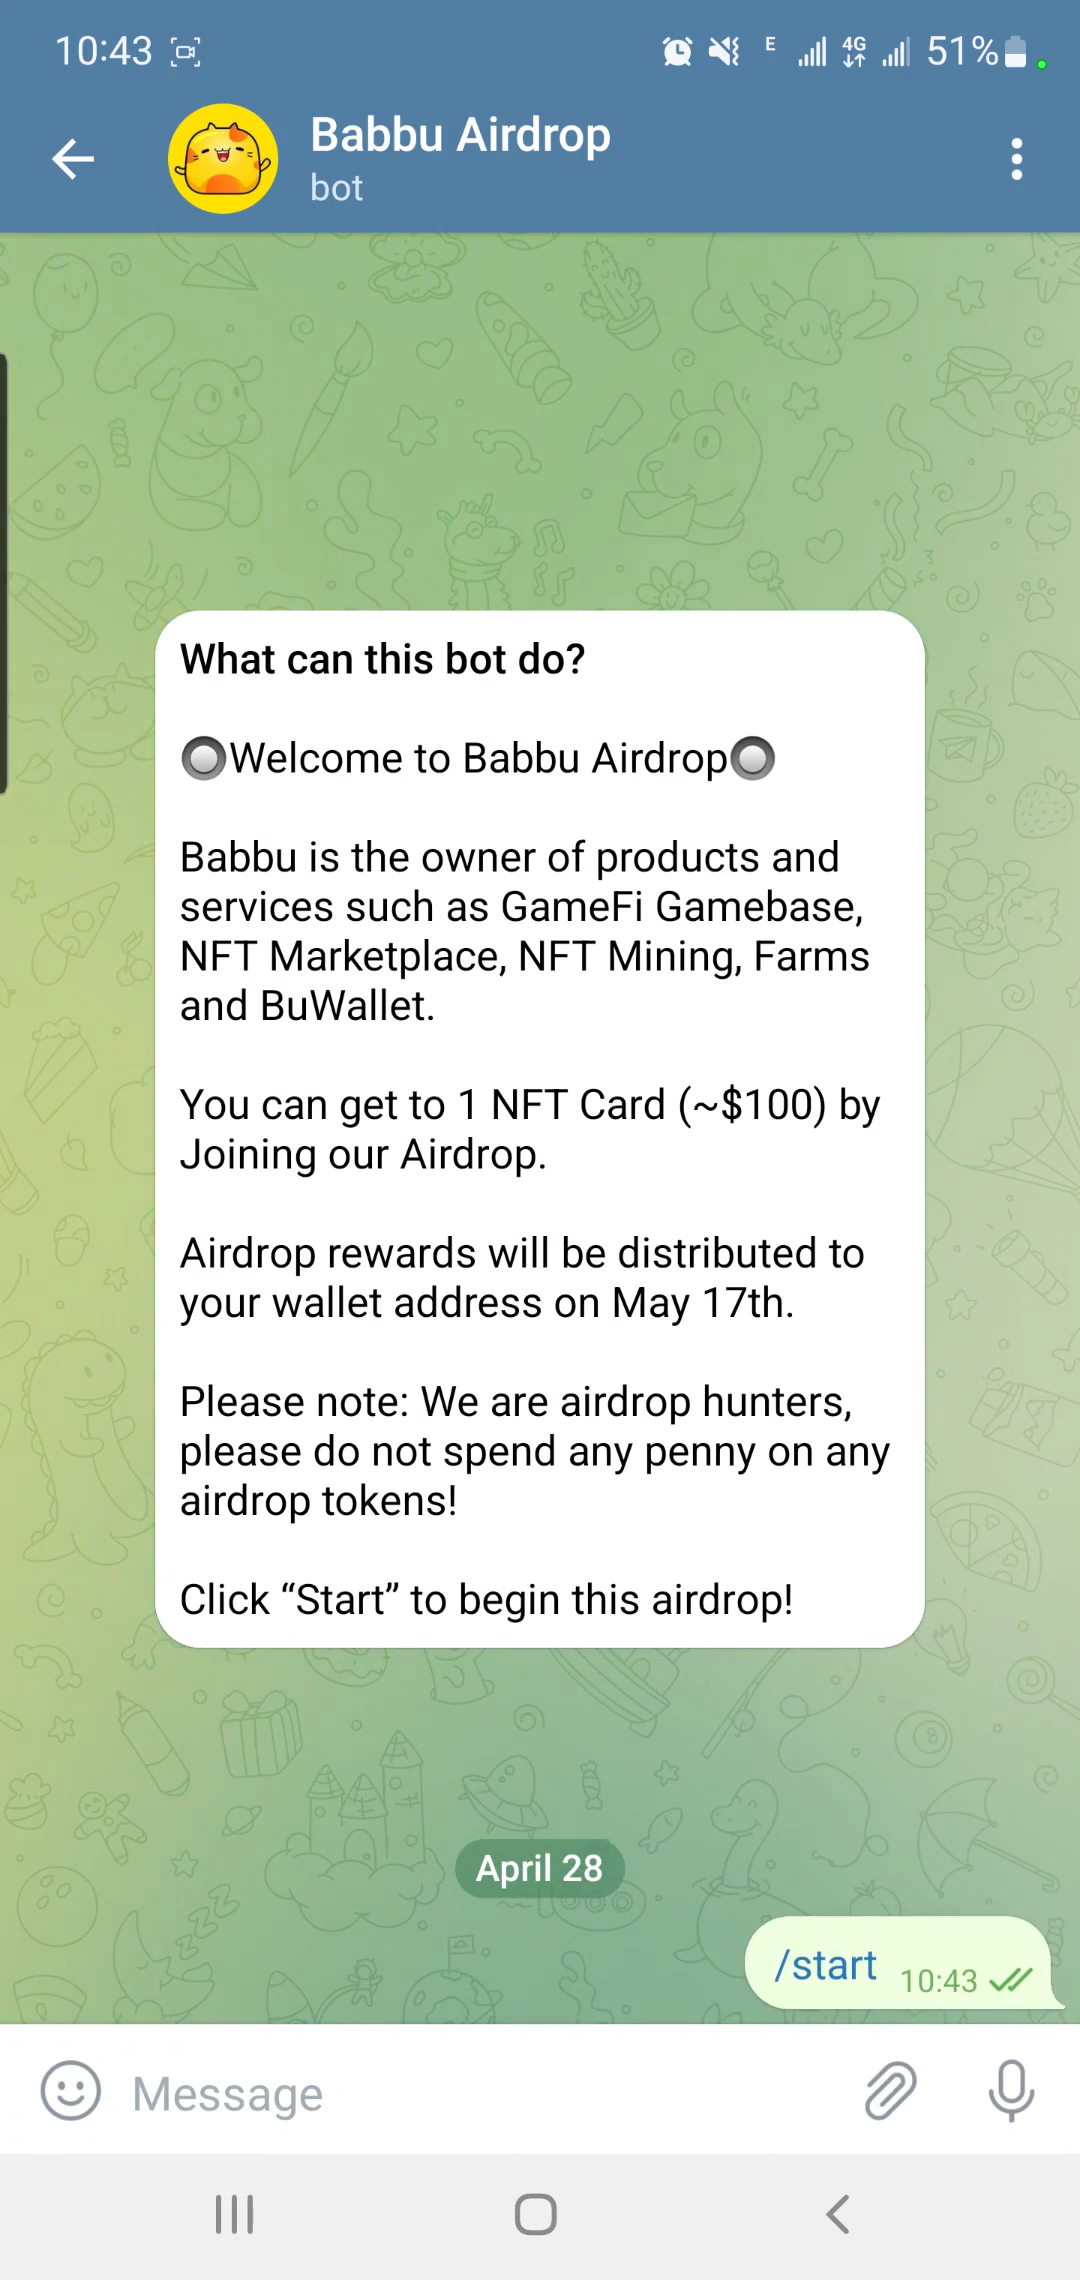 10:43
E
4G
51%
Babbu Airdrop
bot
What can this bot do?
Welcome to Babbu Airdrop
Babbu is the owner of products and
services such as GameFi Gamebase,
NFT Marketplace, NFT Mining, Farms
and BuWallet.
You can get to 1 NFT Card (~$100) by
Joining our Airdrop.
Airdrop rewards will be distributed to
your wallet address on May 17th.
Please note: We are airdrop hunters,
please do not spend any penny on any
airdrop tokens!
Click “Start” to begin this airdrop!
April 28
/start 10:43
Message